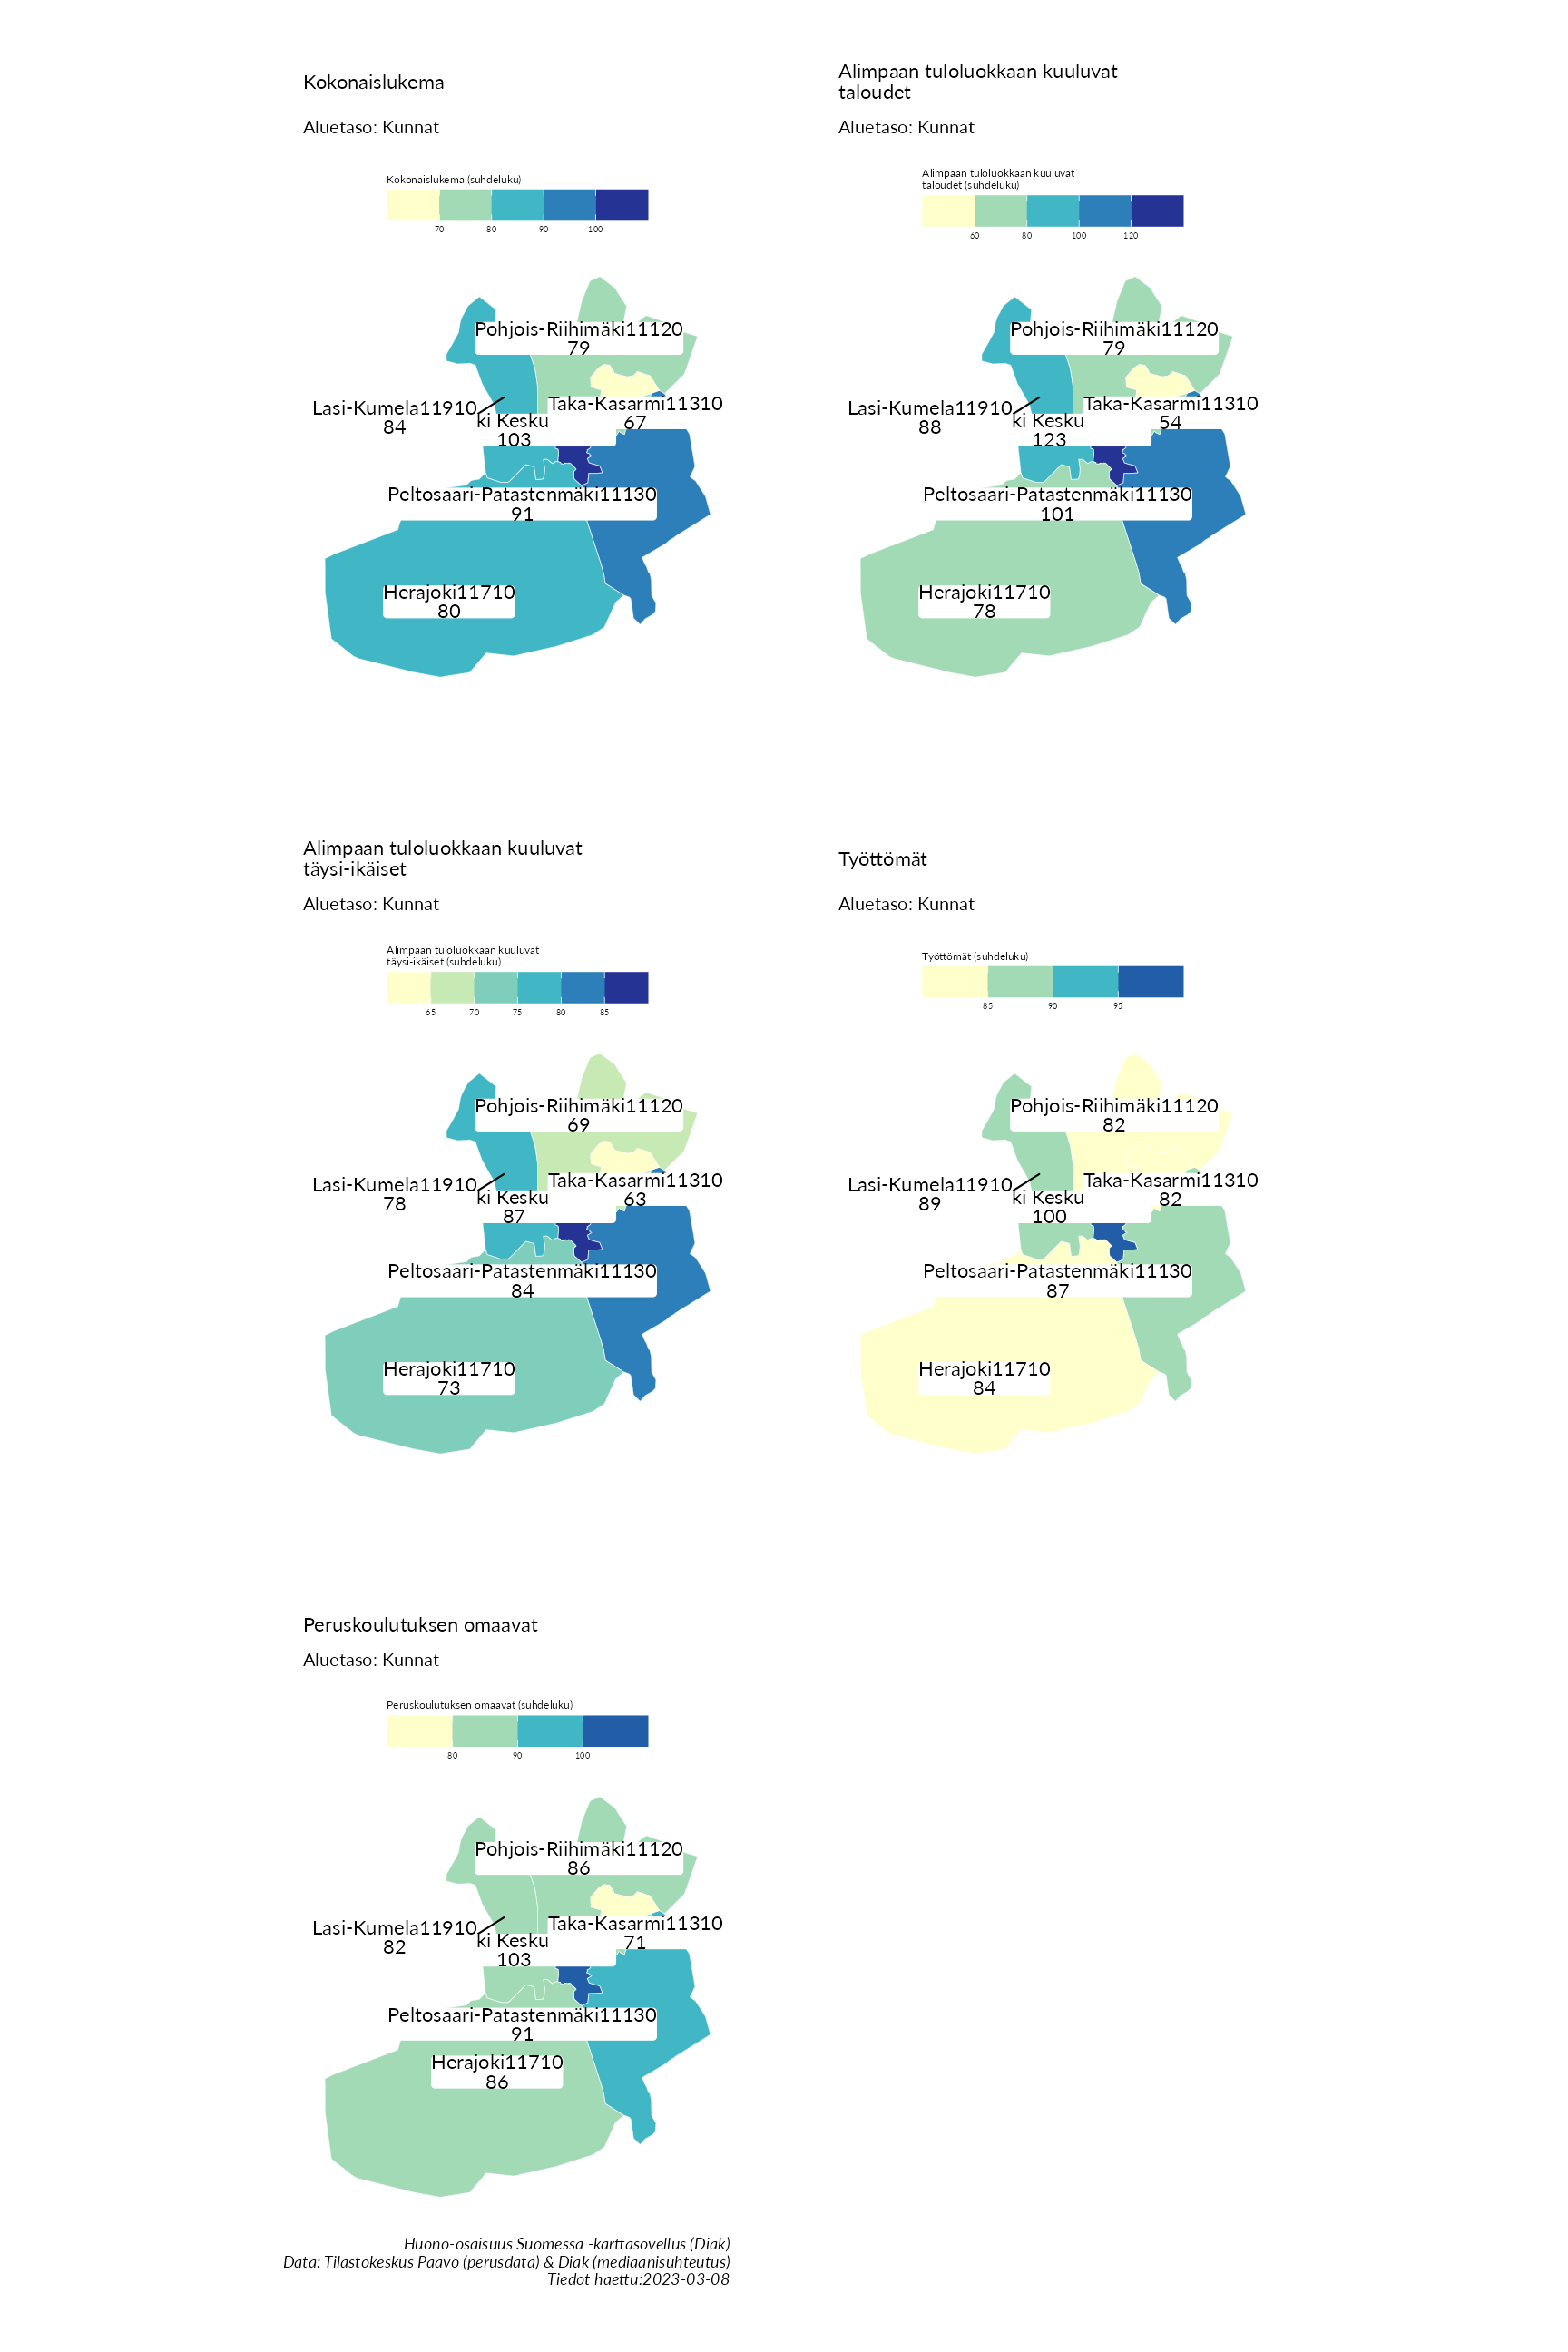 Kokonaislukema
Aluetaso: Kunnat
Kokonaislukema (suhdeluku)
70 80 90 100
Pohjois-Riihimäki11120
79
Lasi-Kumela11910
84
Taka-Kasarmi11310
67
ki Kesku
103
Peltosaari-Patastenmäki11130
91
Herajoki11710
80
Alimpaan tuloluokkaan kuuluvat
taloudet
Aluetaso: Kunnat
Alimpaan tuloluokkaan kuuluvat
taloudet (suhdeluku)
60 80 100 120
Pohjois-Riihimäki11120
79
Lasi-Kumela11910
88
Taka-Kasarmi11310
54
ki Kesku
123
Peltosaari-Patastenmäki11130
101
Herajoki11710
78
Alimpaan tuloluokkaan kuuluvat
täysi-ikäiset
Aluetaso: Kunnat
Alimpaan tuloluokkaan kuuluvat
täysi-ikäiset (suhdeluku)
65 70 75 80 85
Pohjois-Riihimäki11120
69
Lasi-Kumela11910
78
Taka-Kasarmi11310
63
ki Kesku
87
Peltosaari-Patastenmäki11130
84
Herajoki11710
73
Työttömät
Aluetaso: Kunnat
Työttömät (suhdeluku)
85 90 95
Pohjois-Riihimäki11120
82
Lasi-Kumela11910
89
Taka-Kasarmi11310
82
ki Kesku
100
Peltosaari-Patastenmäki11130
87
Herajoki11710
84
Peruskoulutuksen omaavat
Aluetaso: Kunnat
Peruskoulutuksen omaavat (suhdeluku)
80 90 100
Pohjois-Riihimäki11120
86
Lasi-Kumela11910
82
Taka-Kasarmi11310
71
ki Kesku
103
Peltosaari-Patastenmäki11130
91
Herajoki11710
86
Huono-osaisuus Suomessa -karttasovellus (Diak)
Data: Tilastokeskus Paavo (perusdata) & Diak (mediaanisuhteutus)
Tiedot haettu:2023-03-08